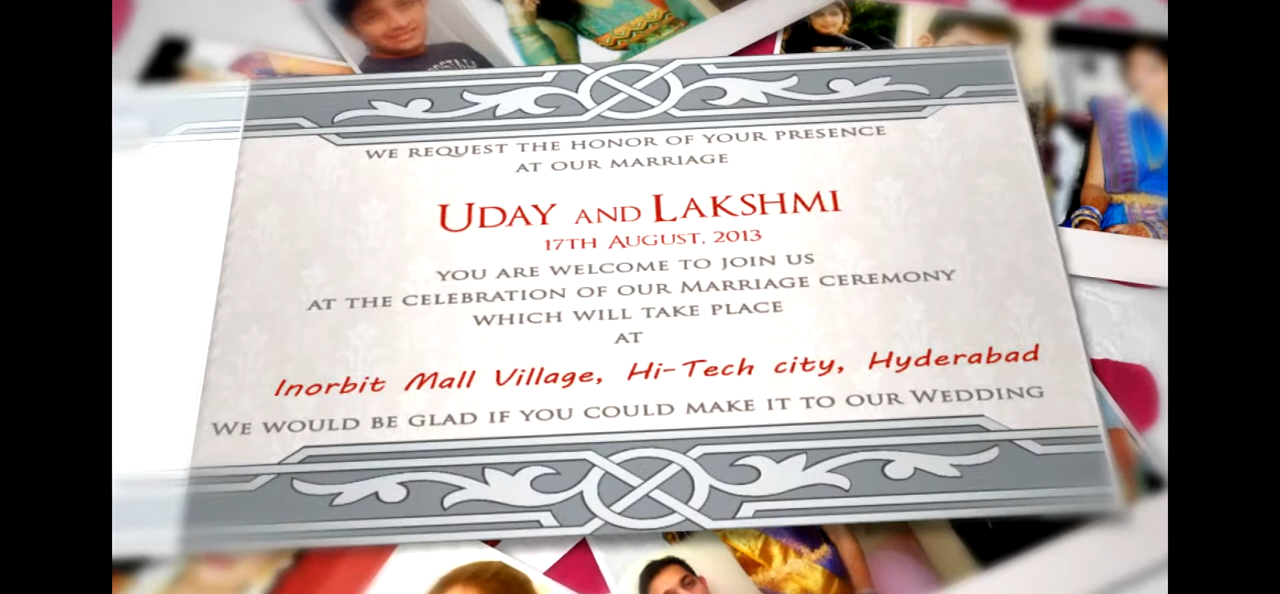 WE REQUEST THE HONOR OF YOUR PRESENCE
AT OUR MARRIAGE
UDAY AND LAKSHMI
17TH AUGUST, 2013
YOU ARE WELCOME TO JOIN US
AT THE CELEBRATION OF OUR MARRIAGE CEREMONY
WHICH WILL TAKE PLACE
AT
Inorbit Mall Village, Hi-Tech city, Hyderabad
WE WOULD BE GLAD IF YOU COULD MAKE IT TO OUR WEDDING